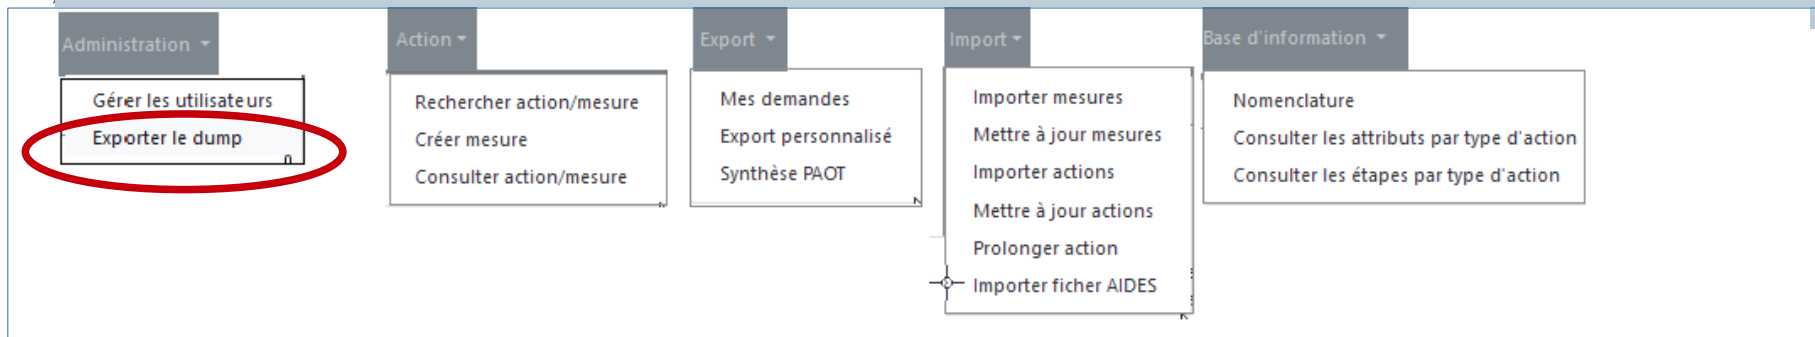 Administration
Gérer les utilisateurs
Exporter le dump
Action
Rechercher action/mesure
Créer mesure
Consulter action/mesure
Export
Mes demandes
Export personnalisé
Synthèse PAOT
Import
Importer mesures
Mettre à jour mesures
Importer actions
Mettre à jour actions
Prolonger action
Importer ficher AIDES
Base d'information
Nomenclature
Consulter les attributs par type d'action
Consulter les étapes par type d'action